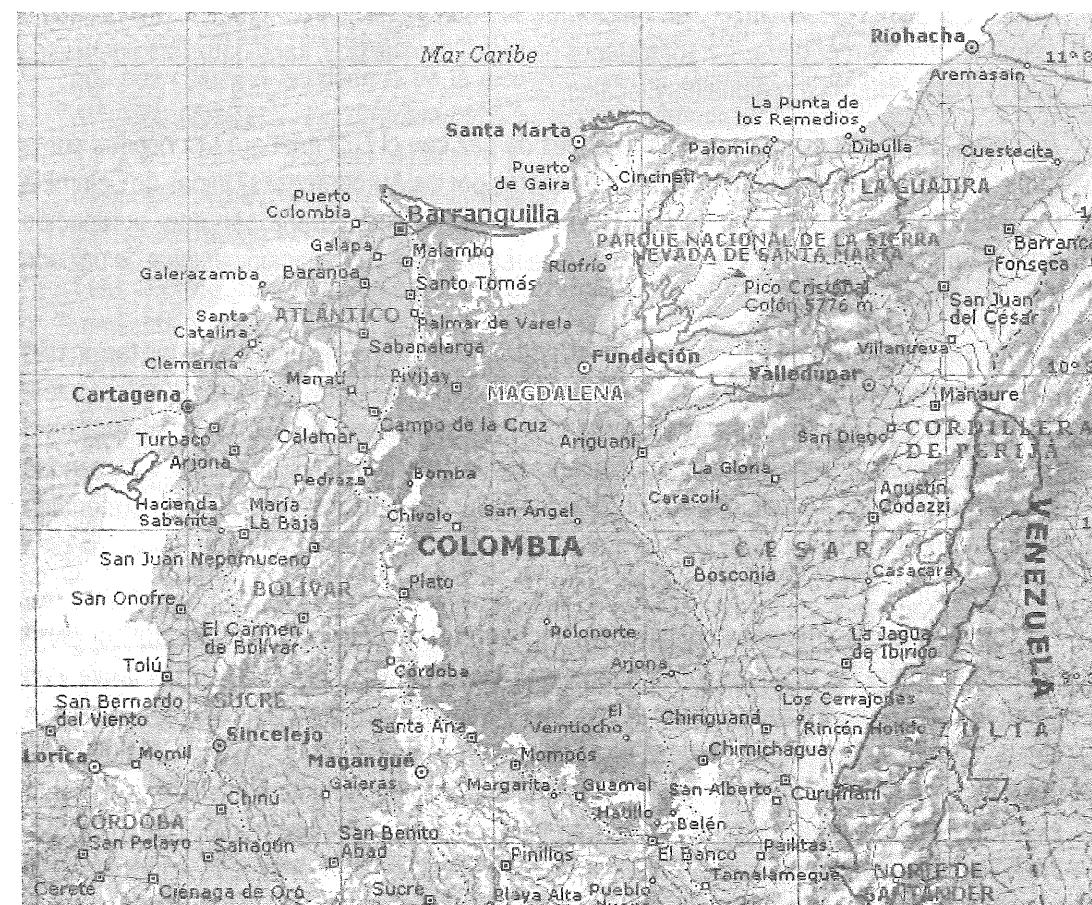 Mar Caribe
Riohacha
11° 3
Aremasain
La Punta de
los Remedios
Santa Marta
Palomino
Dibulla
Cuestecita
Puerto
de Gaira
Cincineti
LA GUAJIRA
Puerto
Colombia
Barranquilla
Barranca
Fonseca
PARQUE NACIONAL DE LA SIERRA
NEVADA DE SANTA MARTA
Galapa
Malambo
Riofrío
Galerazamba
Baranoa
Santo Tomás
Pico Cristóbal
Colón 5776 m
San Juan
del César
Santa
Catalina
ATLÁNTICO
Palmar de Varela
Sabanalarga
Villanueva
Clemencia
Fundación
10° 3
Manatí
Pivijay
Valledupar
MAGDALENA
Manaure
Cartagena
Campo de la Cruz
Turbaco
Calamar
Ariguaní
San Diego
CORDILLERA
DE PERIJÁ
Arjona
Pedraza
Bomba
La Gloria
Caracolí
Agustín
Codazzi
Hacienda
Sabanita
María
La Baja
Chivolo
San Ángel
VENEZUELA
San Juan Nepomuceno
COLOMBIA
CESAR
Bosconia
Casacará
BOLÍVAR
Plato
San Onofre
El Carmen
de Bolívar
Polonorte
La Jagua
de Ibirico
Tolú
Córdoba
Arjona
San Bernardo
del Viento
SUCRE
Los Cerrajones
El
Veintiocho
Chiriguaná
Rincón Hondo
ZULIA
Santa Ana
Sincelejo
Lorica
Momil
Magangué
Mompós
Chimichagua
Galeras
Margarita
Guamal
San Alberto
Curumaní
Chinú
Hatillo
Belén
CÓRDOBA
San Pelayo
Sahagún
San Benito
Abad
Pinillos
El Banco
Pailitas
Tamalameque
NORTE DE
SANTANDER
Cereté
Ciénaga de Oro
Sucre
Playa Alta
Pueblo